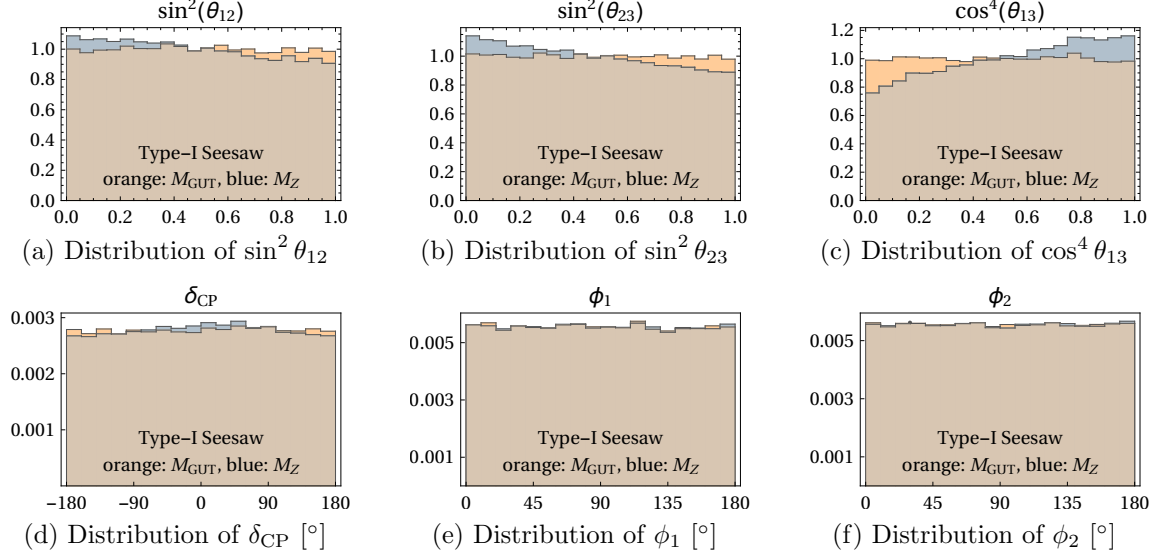 sin²(θ₁₂)
1.0
0.8
0.6
0.4
0.2
0.0
Type-I Seesaw
orange: M_GUT, blue: M_Z
0.0 0.2 0.4 0.6 0.8 1.0
(a) Distribution of sin² θ₁₂
sin²(θ₂₃)
1.0
0.8
0.6
0.4
0.2
0.0
Type-I Seesaw
orange: M_GUT, blue: M_Z
0.0 0.2 0.4 0.6 0.8 1.0
(b) Distribution of sin² θ₂₃
cos⁴(θ₁₃)
1.2
1.0
0.8
0.6
0.4
0.2
0.0
Type-I Seesaw
orange: M_GUT, blue: M_Z
0.0 0.2 0.4 0.6 0.8 1.0
(c) Distribution of cos⁴ θ₁₃
δ_CP
0.003
0.002
0.001
Type-I Seesaw
orange: M_GUT, blue: M_Z
-180 -90 0 90 180
(d) Distribution of δ_CP [°]
ϕ₁
0.005
0.003
0.001
Type-I Seesaw
orange: M_GUT, blue: M_Z
0 45 90 135 180
(e) Distribution of ϕ₁ [°]
ϕ₂
0.005
0.003
0.001
Type-I Seesaw
orange: M_GUT, blue: M_Z
0 45 90 135 180
(f) Distribution of ϕ₂ [°]